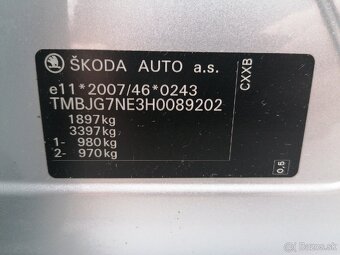 ŠKODA AUTO a.s.
e11*2007/46*0243
TMBJG7NE3H0089202
1897kg
3397kg
1- 980kg
2- 970kg
CXXB
0,5
bazos.sk